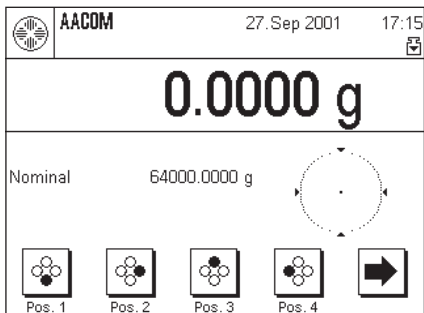 AACOM 27.Sep 2001 17:15
0.0000 g
Nominal 64000.0000 g
Pos. 1 Pos. 2 Pos. 3 Pos. 4